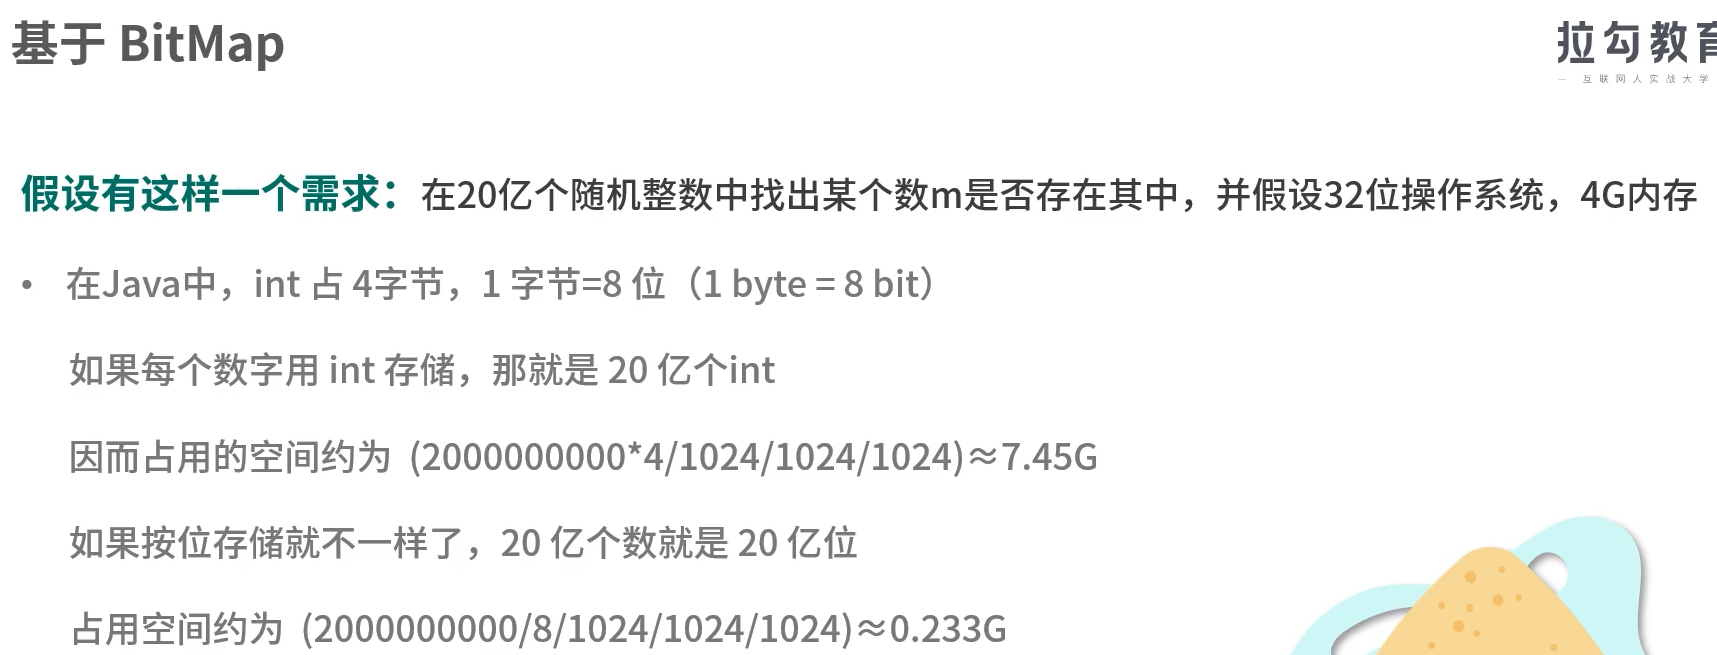 基于 BitMap
拉勾教育
— 互联网人实战大学
假设有这样一个需求：在20亿个随机整数中找出某个数m是否存在其中，并假设32位操作系统，4G内存
• 在Java中，int 占 4字节，1 字节=8 位（1 byte = 8 bit）
如果每个数字用 int 存储，那就是 20 亿个int
因而占用的空间约为 (2000000000*4/1024/1024/1024)≈7.45G
如果按位存储就不一样了，20 亿个数就是 20 亿位
占用空间约为 (2000000000/8/1024/1024/1024)≈0.233G